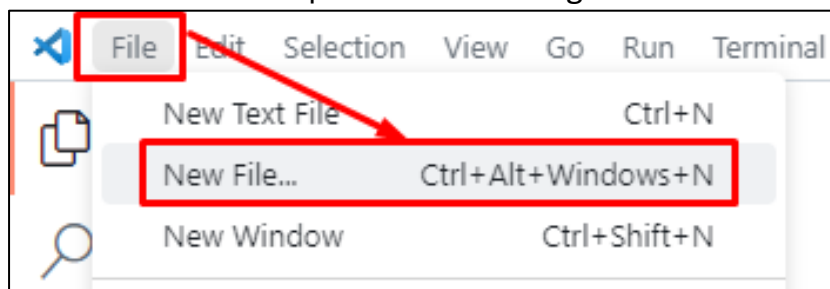 File Edit Selection View Go Run Terminal
New Text File Ctrl+N
New File... Ctrl+Alt+Windows+N
New Window Ctrl+Shift+N